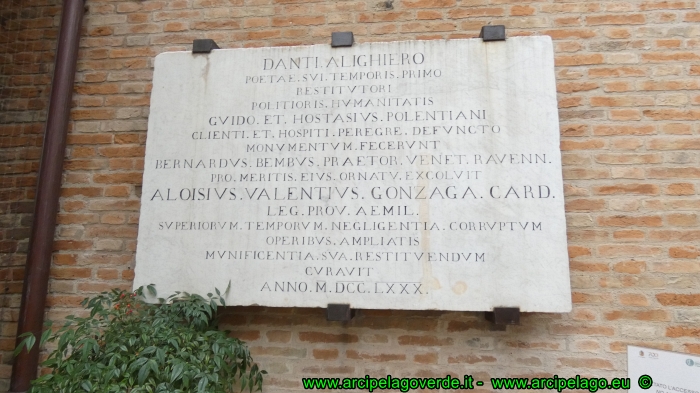 DANTI. ALIGHIERO
POETAE. SVI. TEMPORIS. PRIMO
RESTITVTORI
POLITIORIS. HVMANITATIS
GVIDO. ET. HOSTASIVS. POLENTIANI
CLIENTI. ET. HOSPITI. PEREGRE. DEFVNCTO
MONVMENTVM. FECERVNT
BERNARDVS. BEMBVS. PRAETOR. VENET. RAVENN.
PRO. MERITIS. EIVS. ORNATV. EXCOLVIT
ALOISIVS. VALENTIVS. GONZAGA. CARD.
LEG. PROV. AEMIL.
SVPERIORVM. TEMPORVM. NEGLIGENTIA. CORRVPTVM
OPERIBVS. AMPLIATIS
MVNIFICENTIA. SVA. RESTITVENDVM
CVRAVIT
ANNO. M. DCC. LXXX.
www.arcipelagoverde.it - www.arcipelago.eu ©